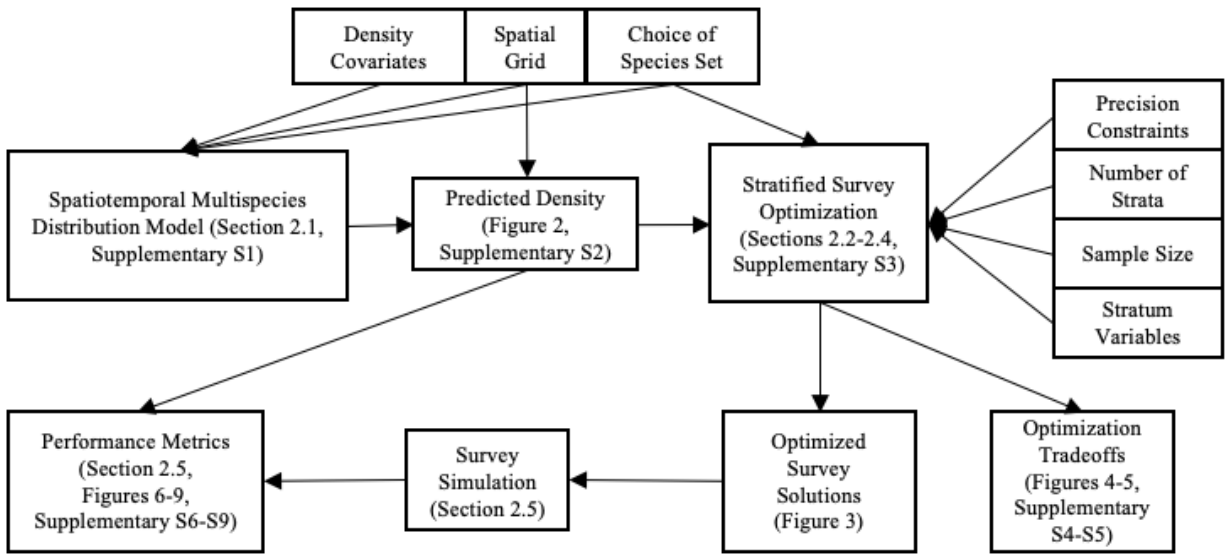 Density
Covariates
Spatial
Grid
Choice of
Species Set
Precision
Constraints
Number of
Strata
Sample Size
Stratum
Variables
Spatiotemporal Multispecies
Distribution Model (Section 2.1,
Supplementary S1)
Predicted Density
(Figure 2,
Supplementary S2)
Stratified Survey
Optimization
(Sections 2.2-2.4,
Supplementary S3)
Performance Metrics
(Section 2.5,
Figures 6-9,
Supplementary S6-S9)
Survey
Simulation
(Section 2.5)
Optimized
Survey
Solutions
(Figure 3)
Optimization
Tradeoffs
(Figures 4-5,
Supplementary
S4-S5)